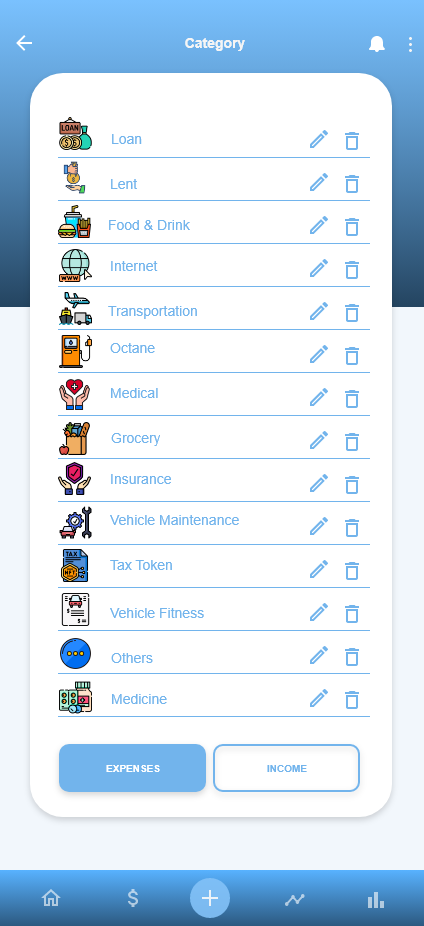 Category
LOAN
Loan
Lent
Food & Drink
WWW
Internet
Transportation
Octane
Medical
Grocery
Insurance
Vehicle Maintenance
TAX
Tax Token
Vehicle Fitness
Others
Medicine
EXPENSES
INCOME